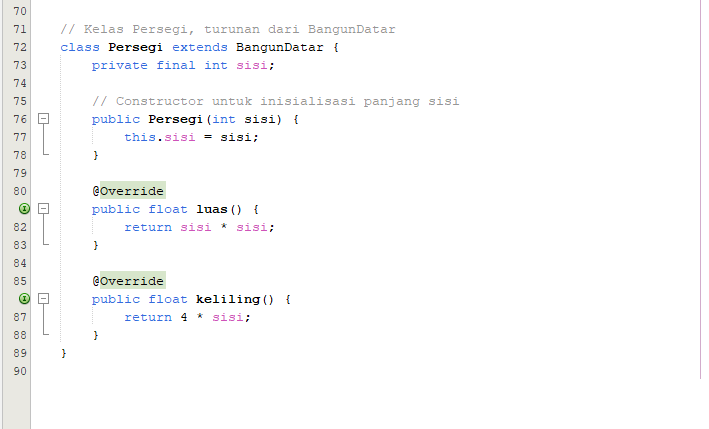 70
71 // Kelas Persegi, turunan dari BangunDatar
72 class Persegi extends BangunDatar {
73 private final int sisi;
74
75 // Constructor untuk inisialisasi panjang sisi
76 public Persegi(int sisi) {
77 this.sisi = sisi;
78 }
79
80 @Override
public float luas() {
82 return sisi * sisi;
83 }
84
85 @Override
public float keliling() {
87 return 4 * sisi;
88 }
89 }
90